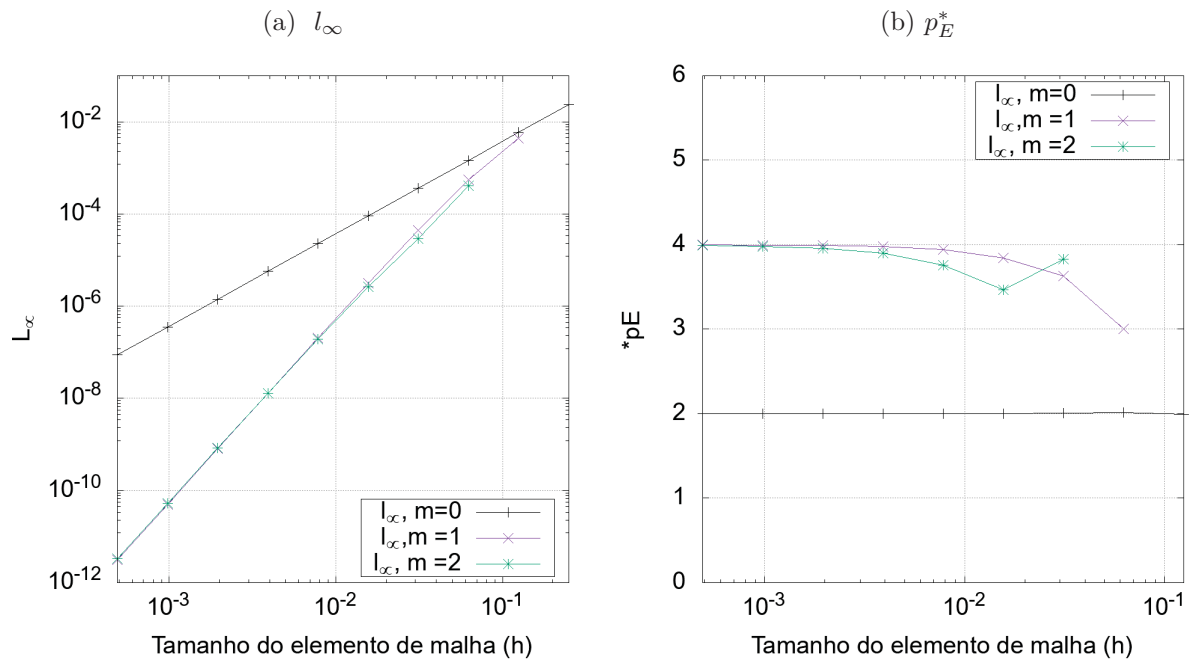 (a) l∞
(b) p*E
10-2
10-4
10-6
10-8
10-10
10-12
L∝
10-3 10-2 10-1
Tamanho do elemento de malha (h)
l∝, m=0
l∝,m =1
l∝, m =2
6
5
4
3
2
1
0
*pE
10-3 10-2 10-1
Tamanho do elemento de malha (h)
l∝, m=0
l∝,m =1
l∝, m =2